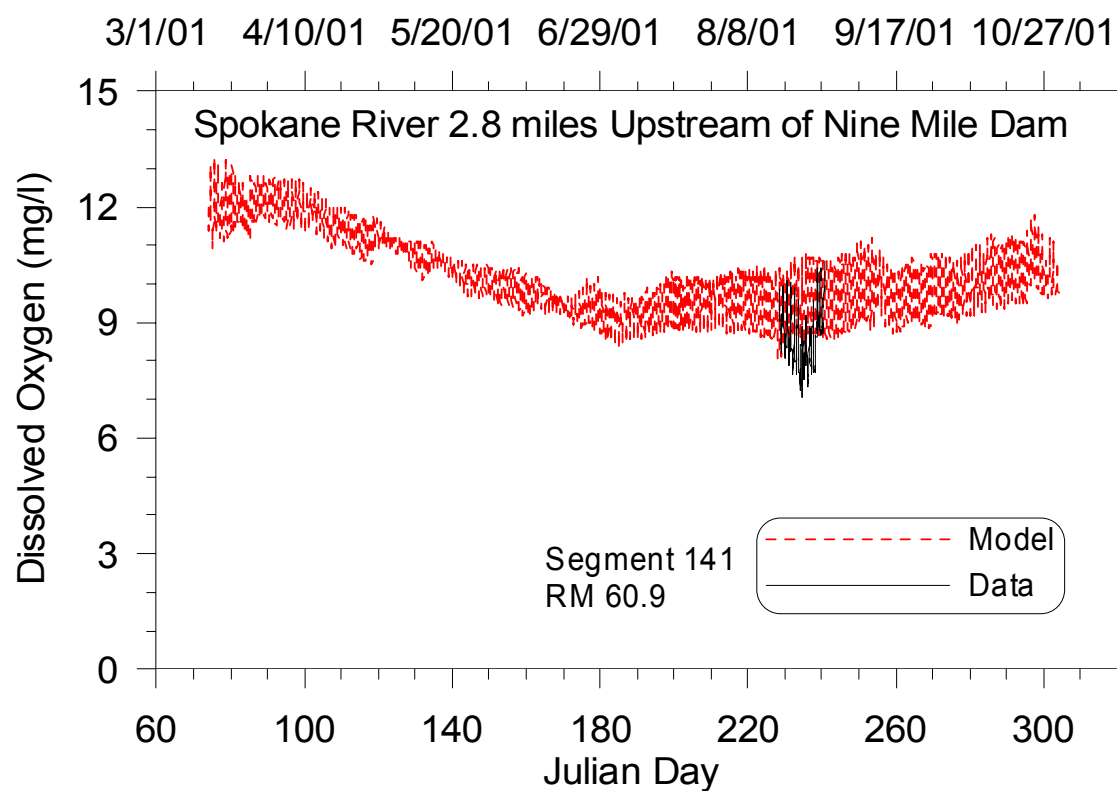 3/1/01 4/10/01 5/20/01 6/29/01 8/8/01 9/17/01 10/27/01
15
Spokane River 2.8 miles Upstream of Nine Mile Dam
12
9
6
3
0
Dissolved Oxygen (mg/l)
Segment 141
RM 60.9
Model
Data
60 100 140 180 220 260 300
Julian Day